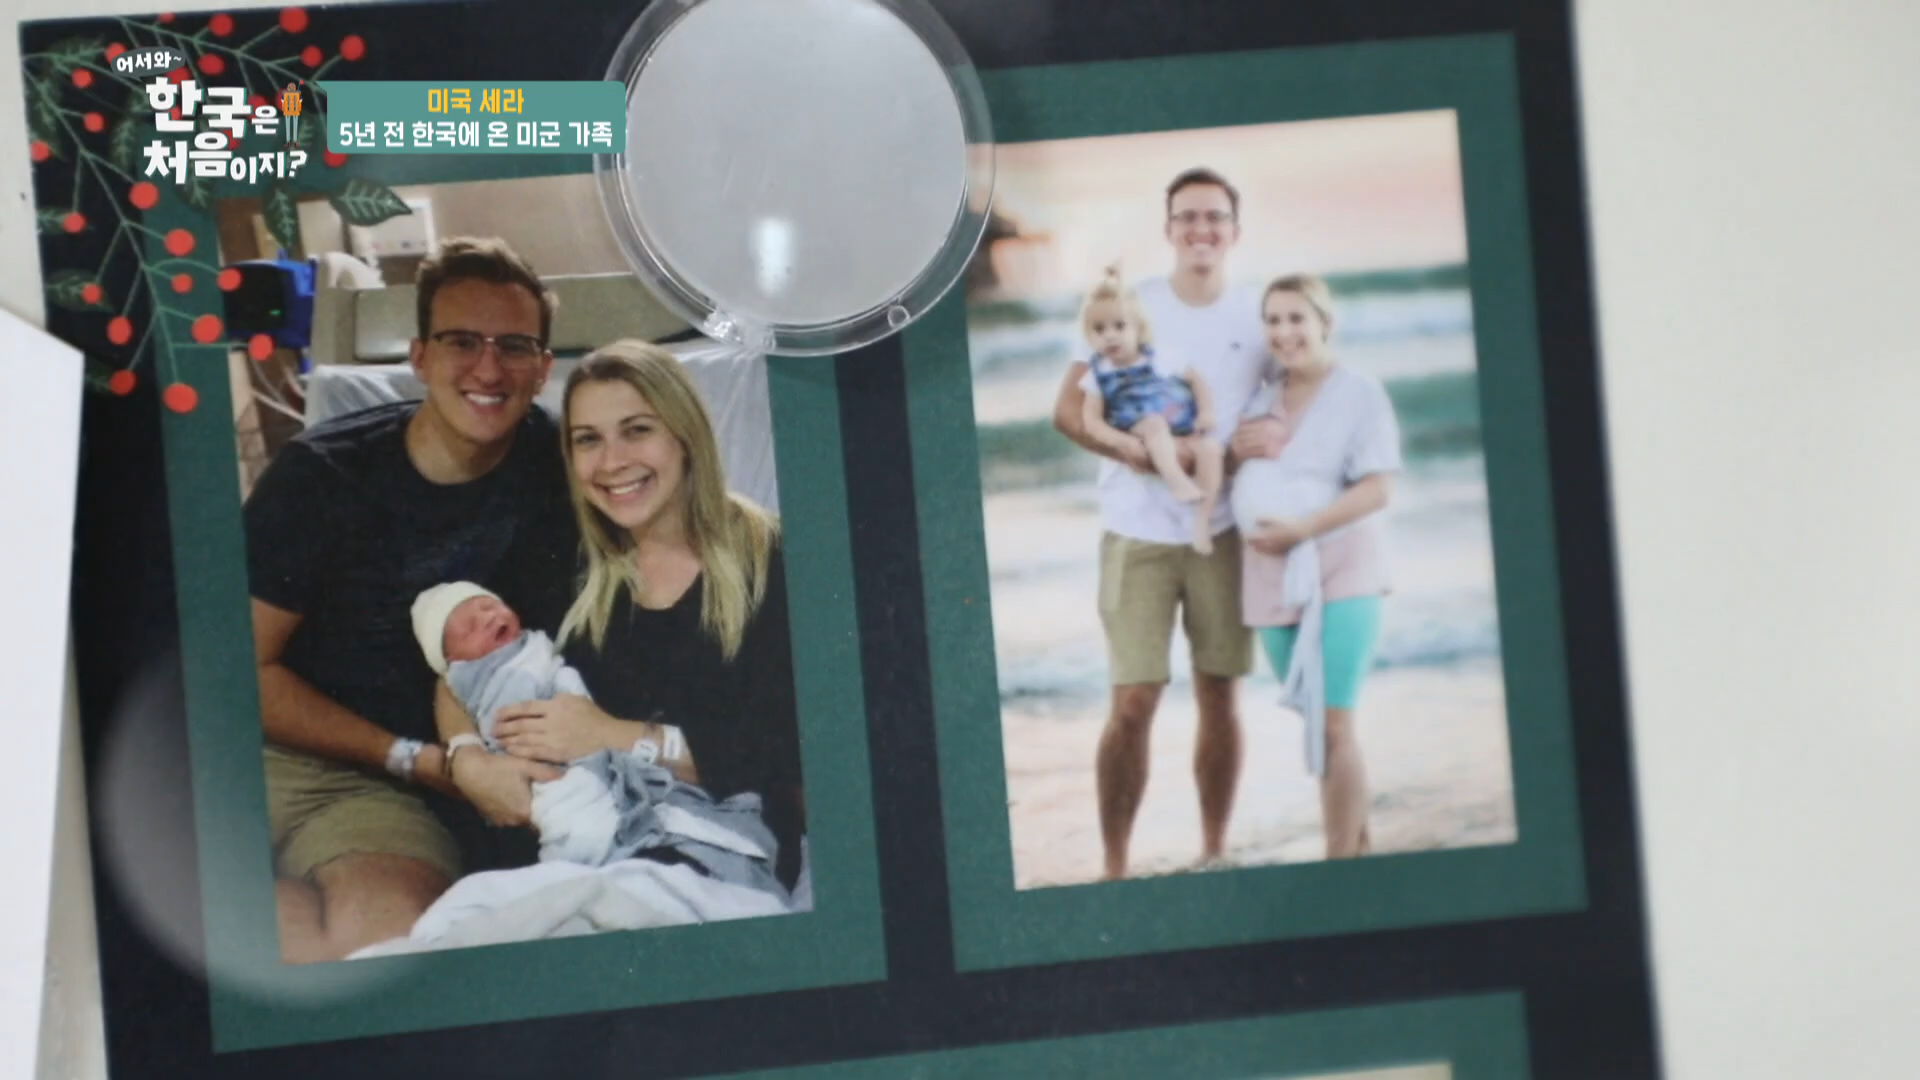 어서와~
한국은
처음이지?
미국 세라
5년 전 한국에 온 미군 가족